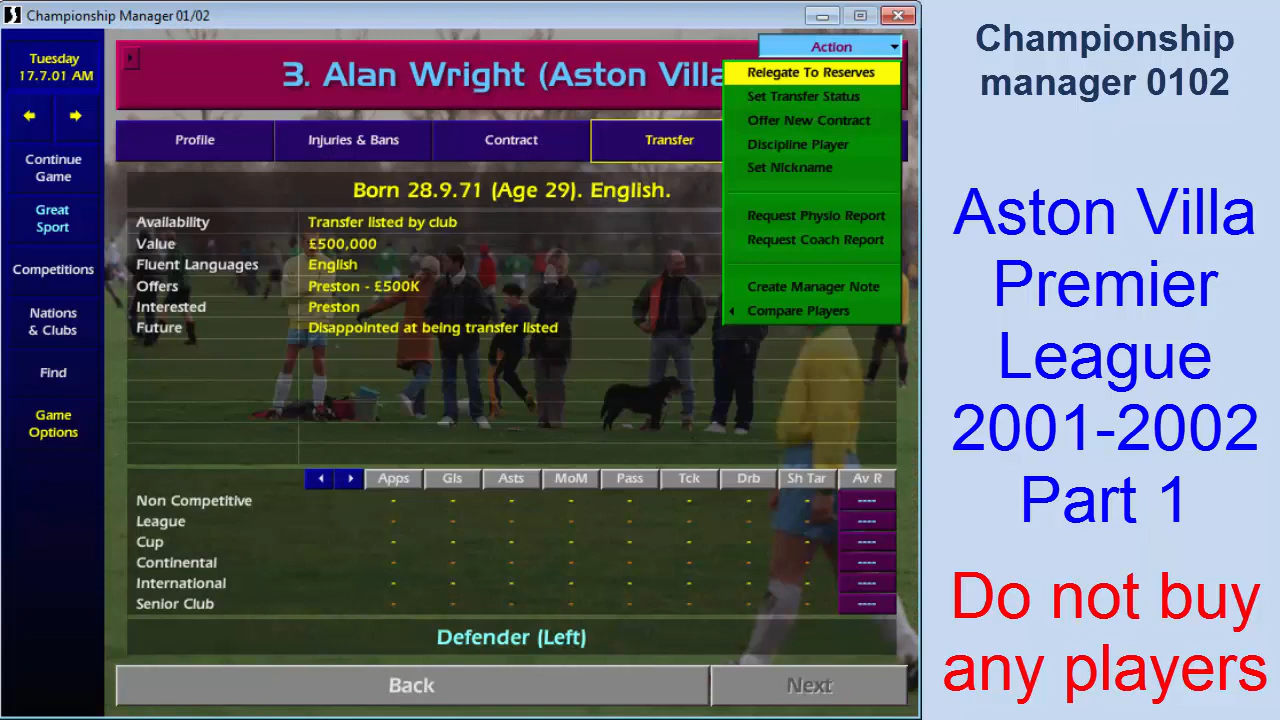 Championship Manager 01/02
Tuesday
17.7.01 AM
Continue
Game
Great
Sport
Competitions
Nations
& Clubs
Find
Game
Options
3. Alan Wright (Aston Villa
Action
Relegate To Reserves
Set Transfer Status
Offer New Contract
Discipline Player
Set Nickname
Request Physio Report
Request Coach Report
Create Manager Note
Compare Players
Profile
Injuries & Bans
Contract
Transfer
Born 28.9.71 (Age 29). English.
Availability Transfer listed by club
Value £500,000
Fluent Languages English
Offers Preston - £500K
Interested Preston
Future Disappointed at being transfer listed
Apps Gls Asts MoM Pass Tck Drb Sh Tar Av R
Non Competitive - - - - - - - - ----
League - - - - - - - - ----
Cup - - - - - - - - ----
Continental - - - - - - - - ----
International - - - - - - - - ----
Senior Club - - - - - - - - ----
Defender (Left)
Back
Next
Championship
manager 0102
Aston Villa
Premier
League
2001-2002
Part 1
Do not buy
any players